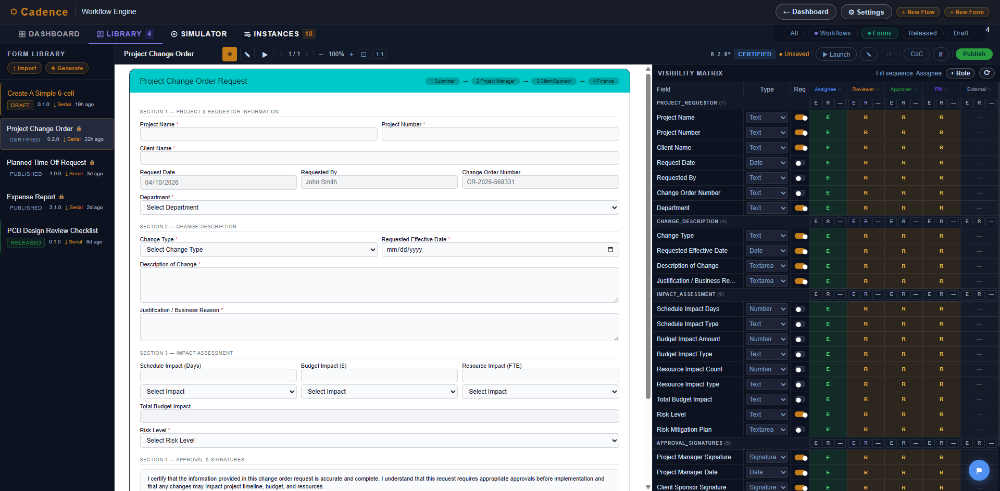 Cadence
Workflow Engine
← Dashboard
Settings
+ New Flow
+ New Form
DASHBOARD
LIBRARY 4
SIMULATOR
INSTANCES 18
All
Workflows
Forms
Released
Draft
4
FORM LIBRARY
↑ Import
Generate
Create A Simple 6-cell
DRAFT 0.1.0 ↓ Serial 19h ago
Project Change Order
CERTIFIED 0.2.0 ↓ Serial 22h ago
Planned Time Off Request
PUBLISHED 1.0.0 ↓ Serial 3d ago
Expense Report
PUBLISHED 3.1.0 ↓ Serial 2d ago
PCB Design Review Checklist
RELEASED 0.1.0 ↓ Serial 8d ago
Project Change Order
‹ 1 / 1 ›
− 100% +
1:1
0.2.0*
CERTIFIED
Unsaved
Launch
CoC
Publish
Project Change Order Request
1 Submitter → 2 Project Manager → 3 Client/Sponsor → 4 Finance
SECTION 1 — PROJECT & REQUESTOR INFORMATION
Project Name *
Project Number *
Client Name *
Request Date
Requested By
Change Order Number
04/10/2026
John Smith
CR-2026-569331
Department *
Select Department
SECTION 2 — CHANGE DESCRIPTION
Change Type *
Requested Effective Date *
Select Change Type
mm/dd/yyyy
Description of Change *
Justification / Business Reason *
SECTION 3 — IMPACT ASSESSMENT
Schedule Impact (Days)
Budget Impact ($)
Resource Impact (FTE)
Select Impact
Select Impact
Select Impact
Total Budget Impact
Risk Level *
Select Risk Level
SECTION 4 — APPROVAL & SIGNATURES
I certify that the information provided in this change order request is accurate and complete. I understand that this request requires appropriate approvals before implementation and
that any changes may impact project timeline, budget, and resources.
VISIBILITY MATRIX
Fill sequence: Assignee
+ Role
Field Type Req Assignee × Reviewer × Approver × PM × External ×
PROJECT_REQUESTOR (7) E R — E R — E R — E R — E R —
Project Name Text E R R R —
Project Number Text E R R R —
Client Name Text E R R R —
Request Date Date E R R R —
Requested By Text E R R R —
Change Order Number Text E R R R —
Department Text E R R R —
CHANGE_DESCRIPTION (4) E R — E R — E R — E R — E R —
Change Type Text E R R R —
Requested Effective Date Date E R R R —
Description of Change Textarea E R R R —
Justification / Business Re... Textarea E R R R —
IMPACT_ASSESSMENT (9) E R — E R — E R — E R — E R —
Schedule Impact Days Number E R R R —
Schedule Impact Type Text E R R R —
Budget Impact Amount Number E R R R —
Budget Impact Type Text E R R R —
Resource Impact Count Number E R R R —
Resource Impact Type Text E R R R —
Total Budget Impact Text E R R R —
Risk Level Text E R R R —
Risk Mitigation Plan Textarea E R R R —
APPROVAL_SIGNATURES (6) E R — E R — E R — E R — E R —
Project Manager Signature Signature E R R R —
Project Manager Date Date E R R R
Client Sponsor Signature Signature E R R R —